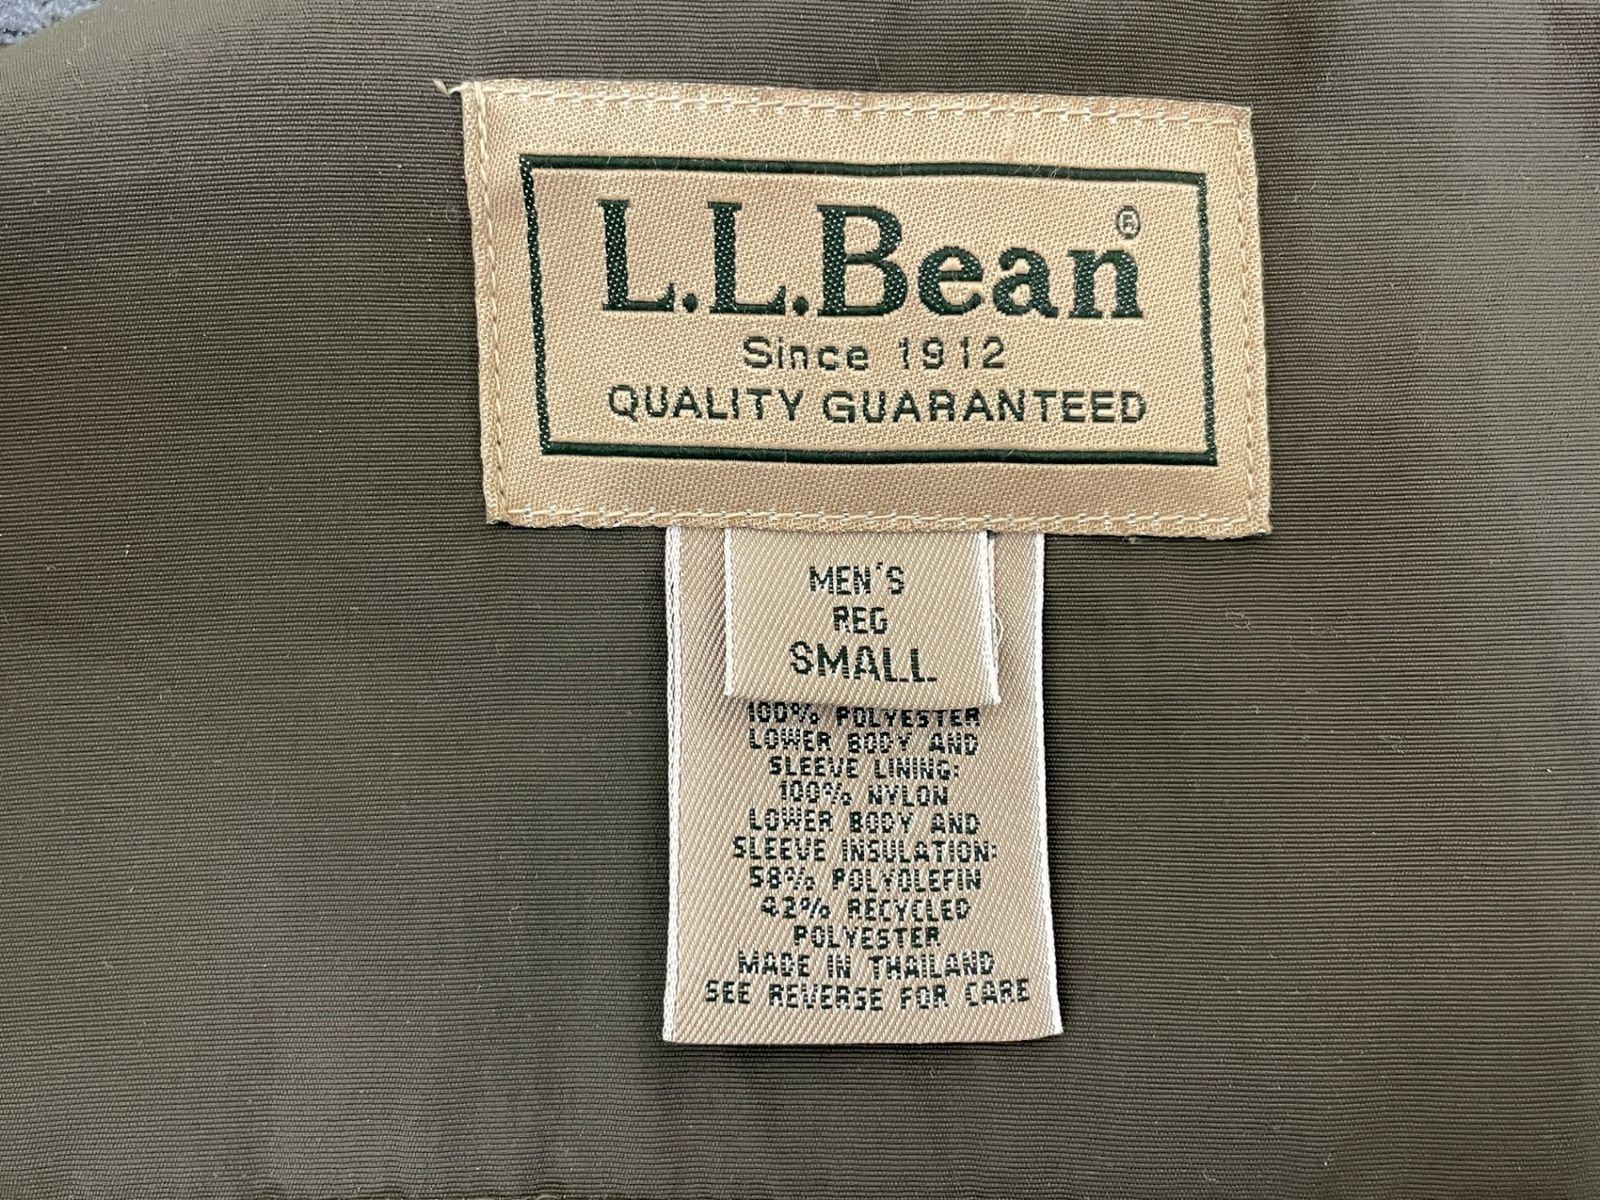 L.L.Bean®
Since 1912
QUALITY GUARANTEED
MEN'S
REG
SMALL
100% POLYESTER
LOWER BODY AND
SLEEVE LINING:
100% NYLON
LOWER BODY AND
SLEEVE INSULATION:
58% POLYOLEFIN
42% RECYCLED
POLYESTER
MADE IN THAILAND
SEE REVERSE FOR CARE